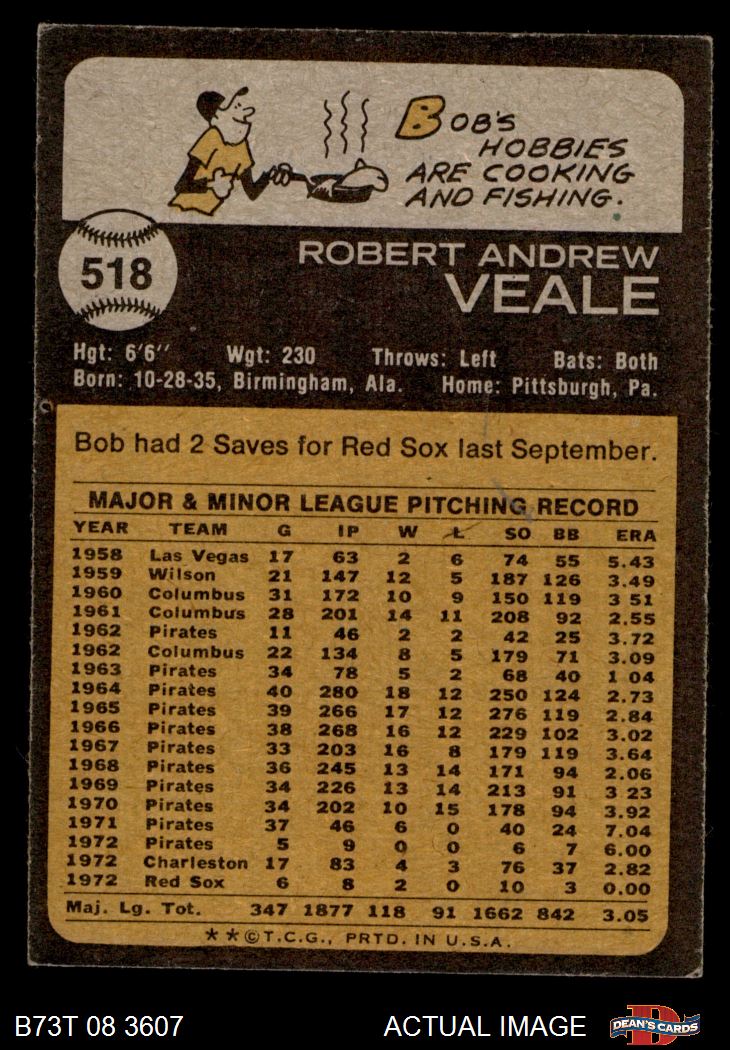 BOB'S
HOBBIES
ARE COOKING
AND FISHING.
518
ROBERT ANDREW
VEALE
Hgt: 6'6" Wgt: 230 Throws: Left Bats: Both
Born: 10-28-35, Birmingham, Ala. Home: Pittsburgh, Pa.
Bob had 2 Saves for Red Sox last September.
MAJOR & MINOR LEAGUE PITCHING RECORD
YEAR TEAM G IP W L SO BB ERA
1958 Las Vegas 17 63 2 6 74 55 5.43
1959 Wilson 21 147 12 5 187 126 3.49
1960 Columbus 31 172 10 9 150 119 3 51
1961 Columbus 28 201 14 11 208 92 2.55
1962 Pirates 11 46 2 2 42 25 3.72
1962 Columbus 22 134 8 5 179 71 3.09
1963 Pirates 34 78 5 2 68 40 1 04
1964 Pirates 40 280 18 12 250 124 2.73
1965 Pirates 39 266 17 12 276 119 2.84
1966 Pirates 38 268 16 12 229 102 3.02
1967 Pirates 33 203 16 8 179 119 3.64
1968 Pirates 36 245 13 14 171 94 2.06
1969 Pirates 34 226 13 14 213 91 3 23
1970 Pirates 34 202 10 15 178 94 3.92
1971 Pirates 37 46 6 0 40 24 7.04
1972 Pirates 5 9 0 0 6 7 6.00
1972 Charleston 17 83 4 3 76 37 2.82
1972 Red Sox 6 8 2 0 10 3 0.00
Maj. Lg. Tot. 347 1877 118 91 1662 842 3.05
**©T.C.G., PRTD. IN U.S.A.
B73T 08 3607 ACTUAL IMAGE D DEAN'S CARDS